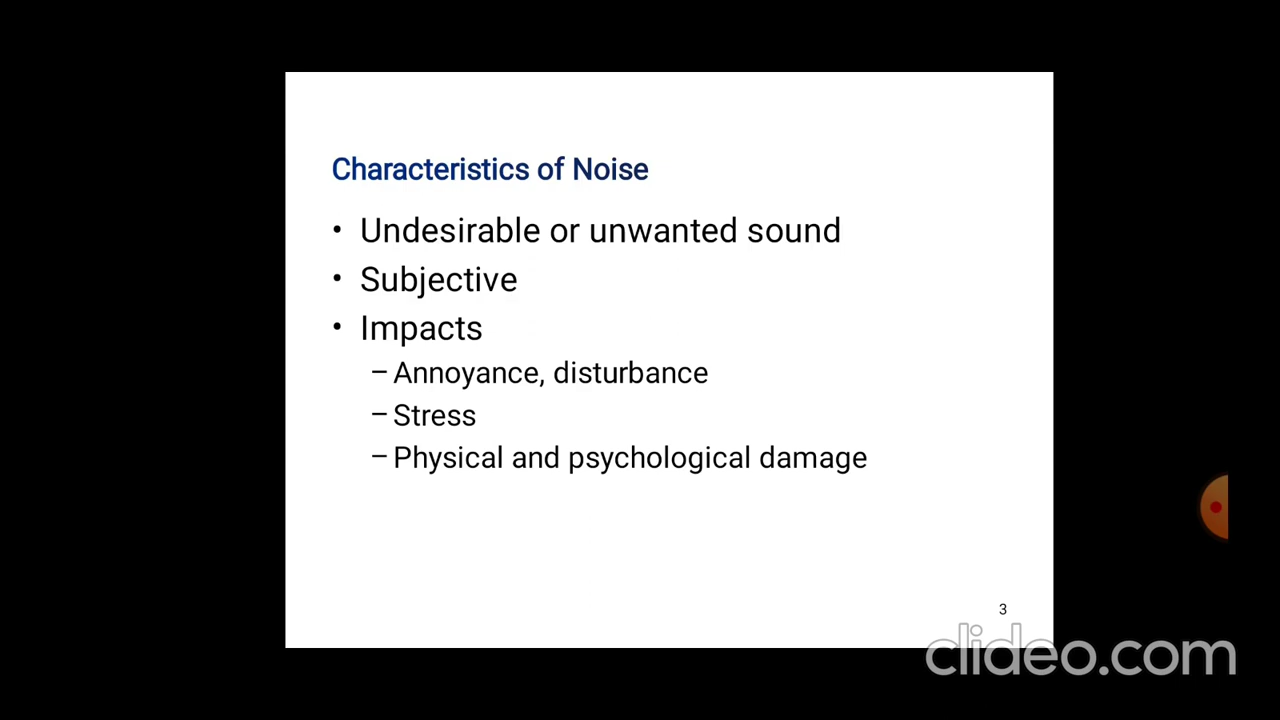 Characteristics of Noise
• Undesirable or unwanted sound
• Subjective
• Impacts
– Annoyance, disturbance
– Stress
– Physical and psychological damage
3
clideo.com